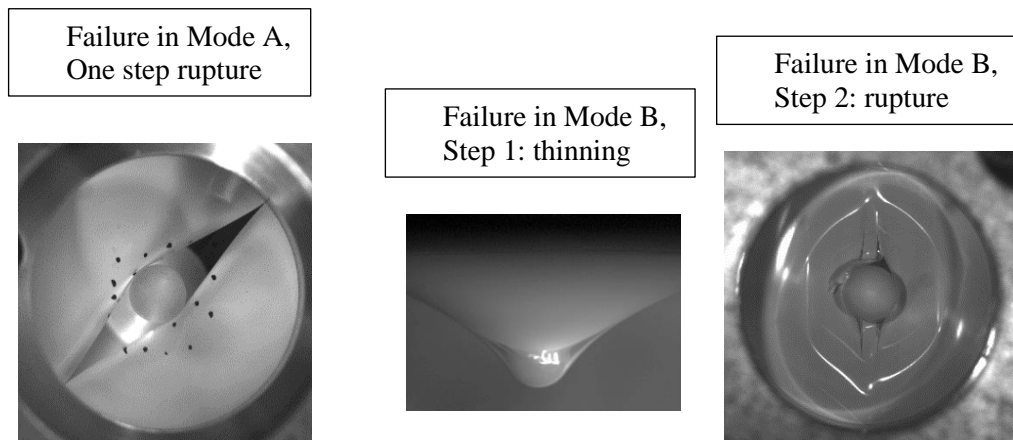 Failure in Mode A,
One step rupture
Failure in Mode B,
Step 1: thinning
Failure in Mode B,
Step 2: rupture